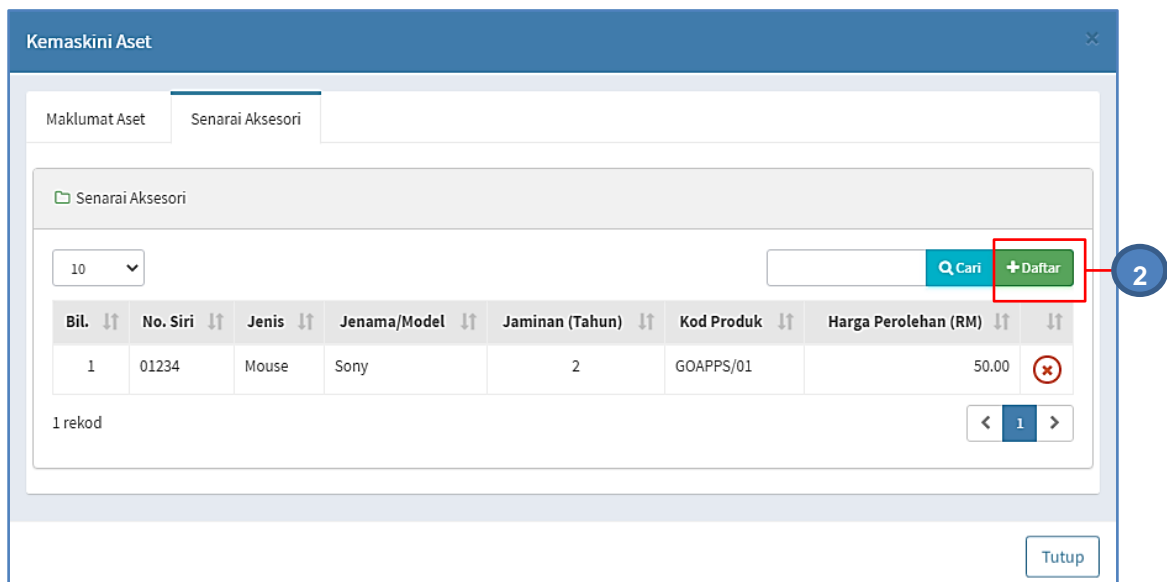 Kemaskini Aset ×
Maklumat Aset Senarai Aksesori
Senarai Aksesori
10 Cari +Daftar
2
Bil. No. Siri Jenis Jenama/Model Jaminan (Tahun) Kod Produk Harga Perolehan (RM)
1 01234 Mouse Sony 2 GOAPPS/01 50.00
1 rekod < 1 >
Tutup